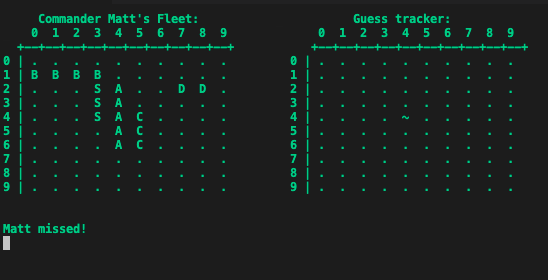 Commander Matt's Fleet: Guess tracker:
0 1 2 3 4 5 6 7 8 9 0 1 2 3 4 5 6 7 8 9
+——+——+——+——+——+——+——+——+——+——+ +——+——+——+——+——+——+——+——+——+——+
0 | . . . . . . . . . . 0 | . . . . . . . . . .
1 | B B B B . . . . . . 1 | . . . . . . . . . .
2 | . . . S A . . D D . 2 | . . . . . . . . . .
3 | . . . S A . . . . . 3 | . . . . . . . . . .
4 | . . . S A C . . . . 4 | . . . . ~ . . . . .
5 | . . . . A C . . . . 5 | . . . . . . . . . .
6 | . . . . A C . . . . 6 | . . . . . . . . . .
7 | . . . . . . . . . . 7 | . . . . . . . . . .
8 | . . . . . . . . . . 8 | . . . . . . . . . .
9 | . . . . . . . . . . 9 | . . . . . . . . . .
Matt missed!